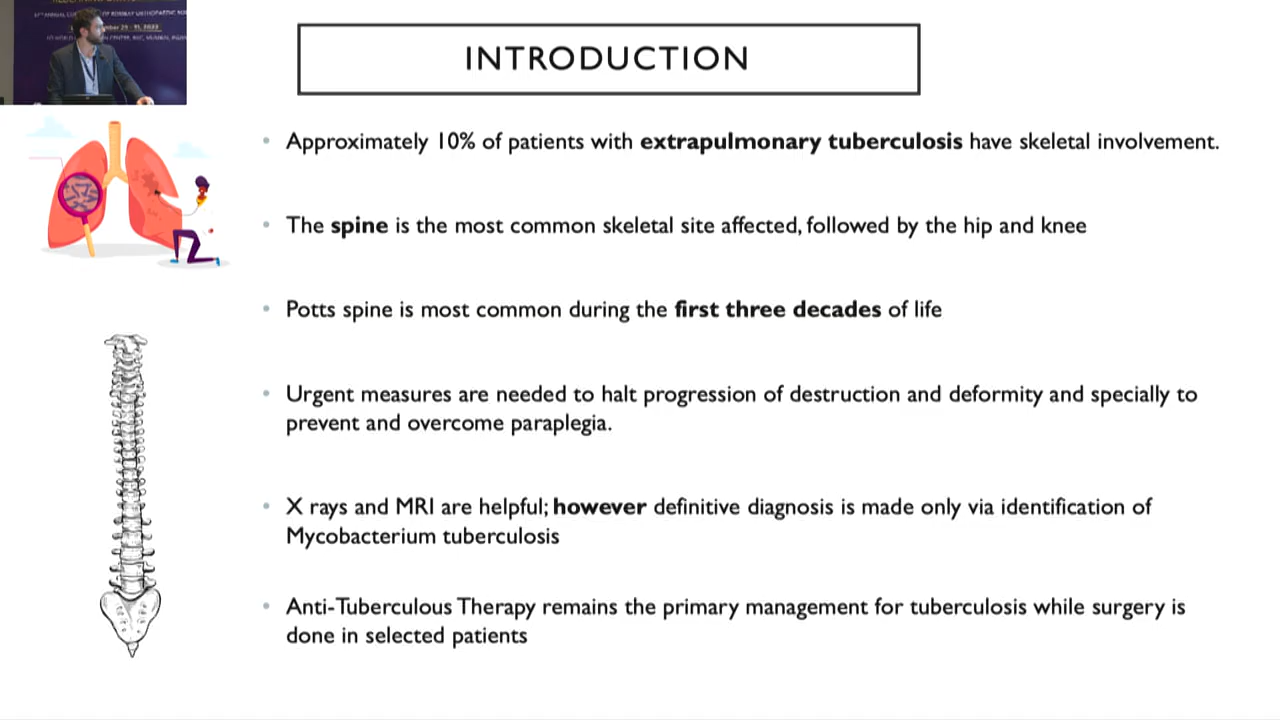 INTRODUCTION
Approximately 10% of patients with extrapulmonary tuberculosis have skeletal involvement.
The spine is the most common skeletal site affected, followed by the hip and knee
Potts spine is most common during the first three decades of life
Urgent measures are needed to halt progression of destruction and deformity and specially to
prevent and overcome paraplegia.
X rays and MRI are helpful; however definitive diagnosis is made only via identification of
Mycobacterium tuberculosis
Anti-Tuberculous Therapy remains the primary management for tuberculosis while surgery is
done in selected patients